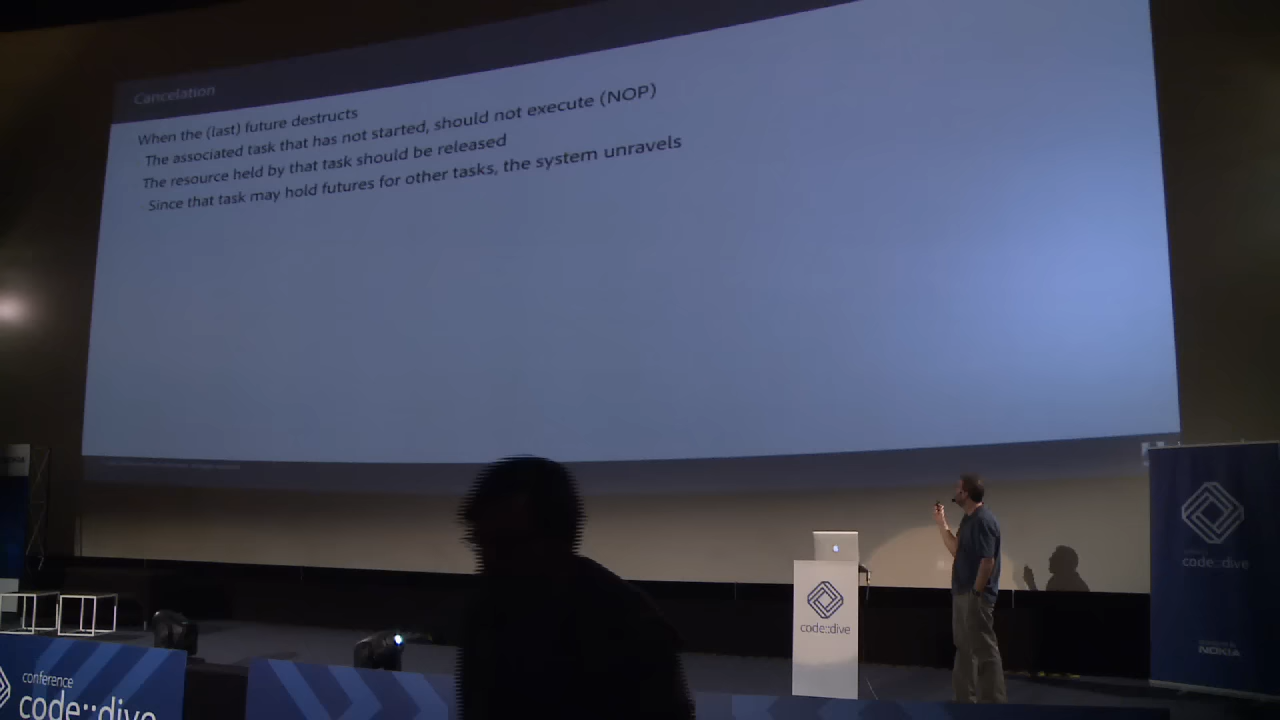 Cancelation
When the (last) future destructs
The associated task that has not started, should not execute (NOP)
The resource held by that task should be released
Since that task may hold futures for other tasks, the system unravels
code::dive
code::dive
NOKIA
conference
code::dive